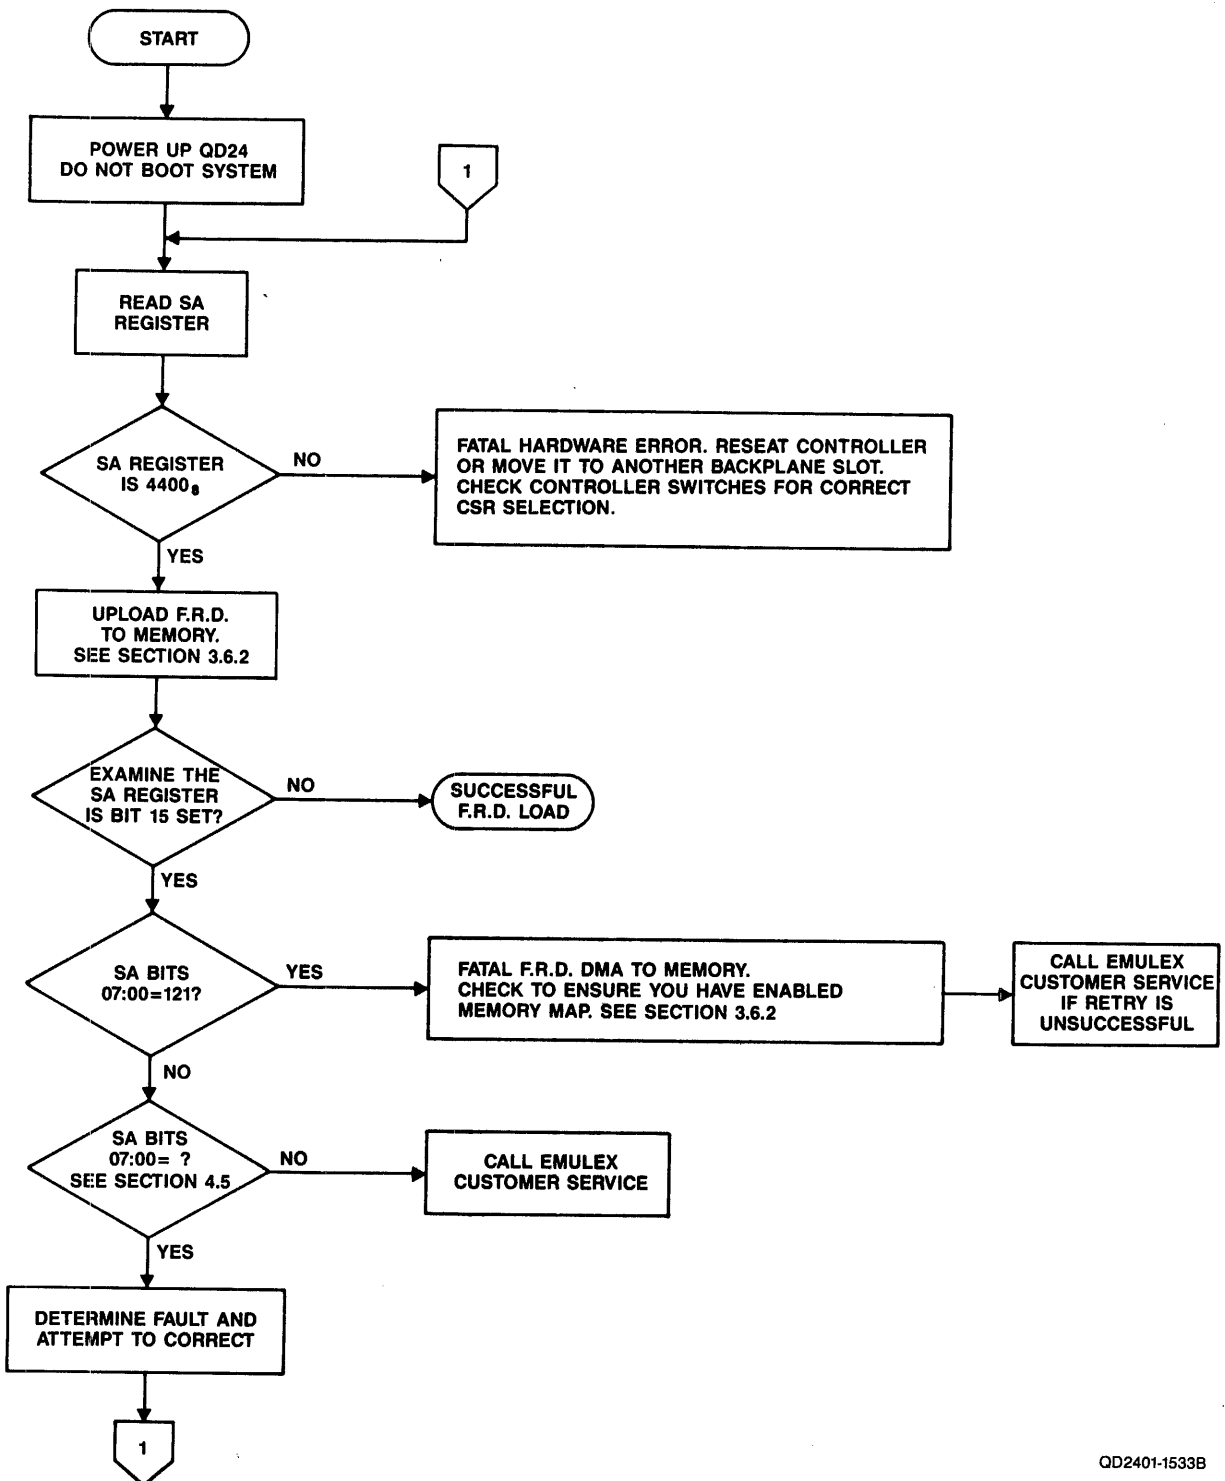 START
POWER UP QD24
DO NOT BOOT SYSTEM
1
READ SA
REGISTER
SA REGISTER
IS 4400₈
NO
FATAL HARDWARE ERROR. RESEAT CONTROLLER
OR MOVE IT TO ANOTHER BACKPLANE SLOT.
CHECK CONTROLLER SWITCHES FOR CORRECT
CSR SELECTION.
YES
UPLOAD F.R.D.
TO MEMORY.
SEE SECTION 3.6.2
EXAMINE THE
SA REGISTER
IS BIT 15 SET?
NO
SUCCESSFUL
F.R.D. LOAD
YES
SA BITS
07:00=121?
YES
FATAL F.R.D. DMA TO MEMORY.
CHECK TO ENSURE YOU HAVE ENABLED
MEMORY MAP. SEE SECTION 3.6.2
CALL EMULEX
CUSTOMER SERVICE
IF RETRY IS
UNSUCCESSFUL
NO
SA BITS
07:00= ?
SEE SECTION 4.5
NO
CALL EMULEX
CUSTOMER SERVICE
YES
DETERMINE FAULT AND
ATTEMPT TO CORRECT
1
QD2401-1533B